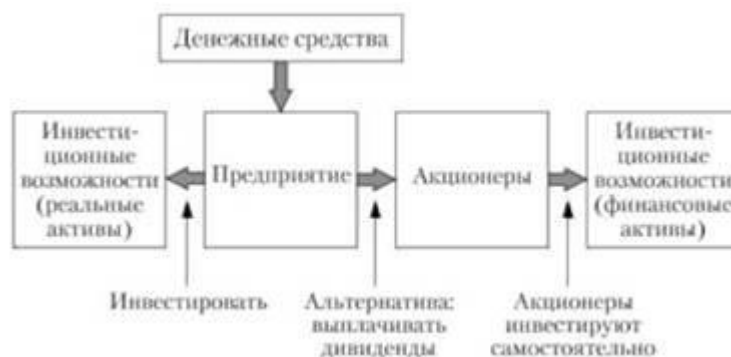 Денежные средства
Инвести-
ционные
возможности
(реальные
активы)
Предприятие
Акционеры
Инвести-
ционные
возможности
(финансовые
активы)
Инвестировать
Альтернатива:
выплачивать
дивиденды
Акционеры
инвестируют
самостоятельно